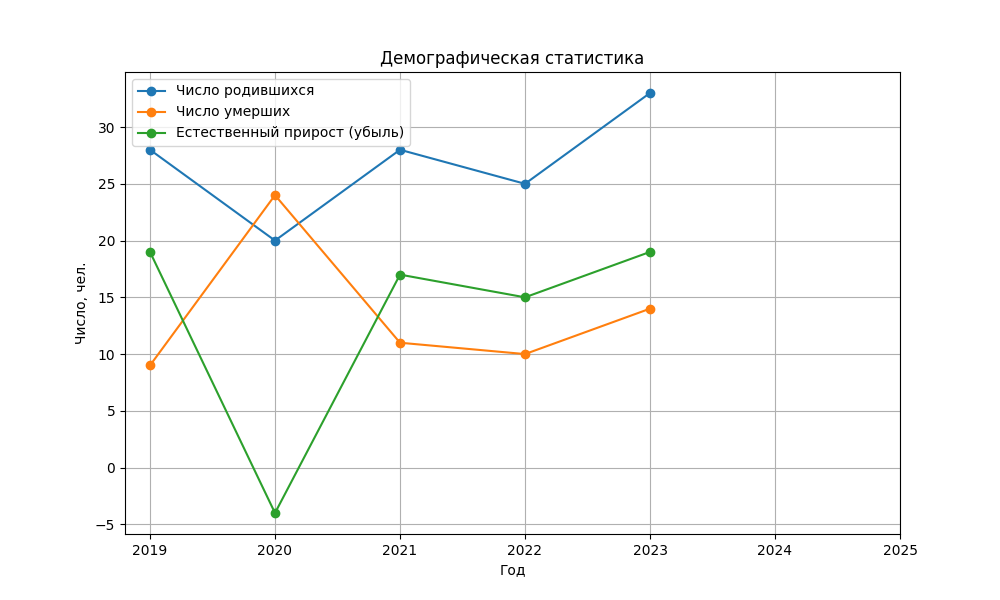 Демографическая статистика
Число родившихся
Число умерших
Естественный прирост (убыль)
30
25
20
15
10
5
0
−5
Число, чел.
2019 2020 2021 2022 2023 2024 2025
Год